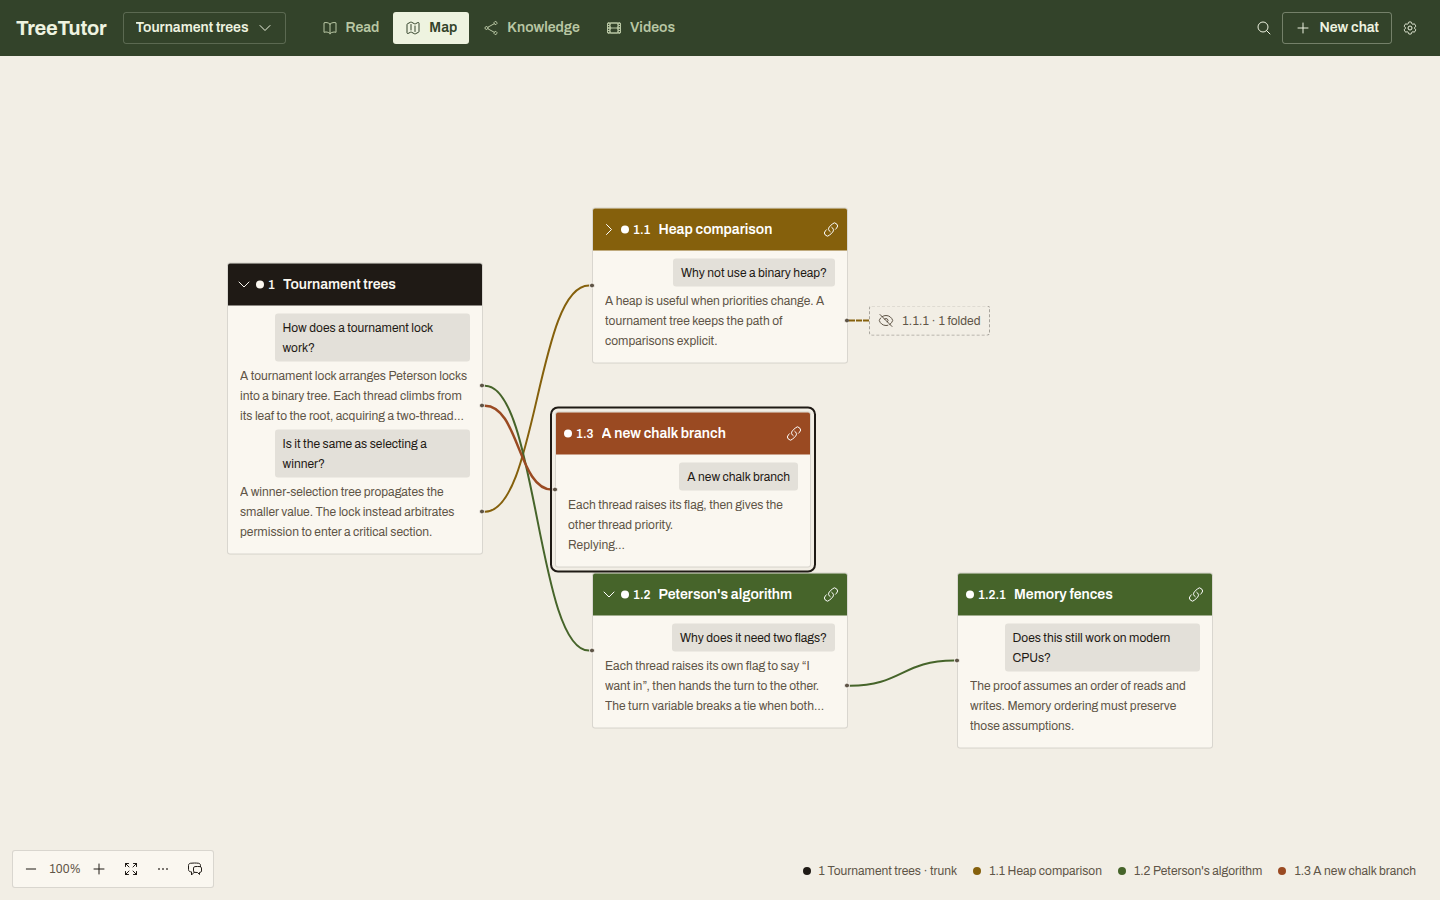 TreeTutor
Tournament trees
Read
Map
Knowledge
Videos
New chat
1 Tournament trees
How does a tournament lock
work?
A tournament lock arranges Peterson locks
into a binary tree. Each thread climbs from
its leaf to the root, acquiring a two-thread...
Is it the same as selecting a
winner?
A winner-selection tree propagates the
smaller value. The lock instead arbitrates
permission to enter a critical section.
1.1 Heap comparison
Why not use a binary heap?
A heap is useful when priorities change. A
tournament tree keeps the path of
comparisons explicit.
1.1.1 · 1 folded
1.3 A new chalk branch
A new chalk branch
Each thread raises its flag, then gives the
other thread priority.
Replying...
1.2 Peterson's algorithm
Why does it need two flags?
Each thread raises its own flag to say “I
want in”, then hands the turn to the other.
The turn variable breaks a tie when both...
1.2.1 Memory fences
Does this still work on modern
CPUs?
The proof assumes an order of reads and
writes. Memory ordering must preserve
those assumptions.
100%
1 Tournament trees · trunk
1.1 Heap comparison
1.2 Peterson's algorithm
1.3 A new chalk branch